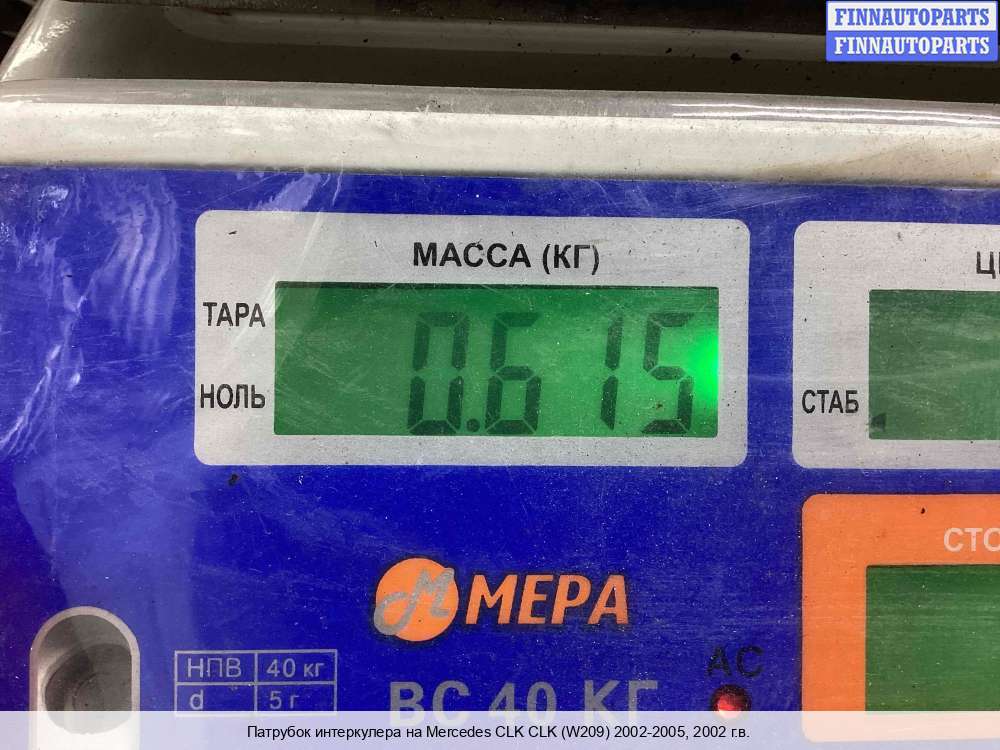 FINNAUTOPARTS
FINNAUTOPARTS
МАССА (КГ)
ТАРА
0.615
НОЛЬ
СТАБ
МЕРА
АС
НПВ 40 кг
d 5 г
ВС 40 КГ
Патрубок интеркулера на Mercedes CLK CLK (W209) 2002-2005, 2002 г.в.